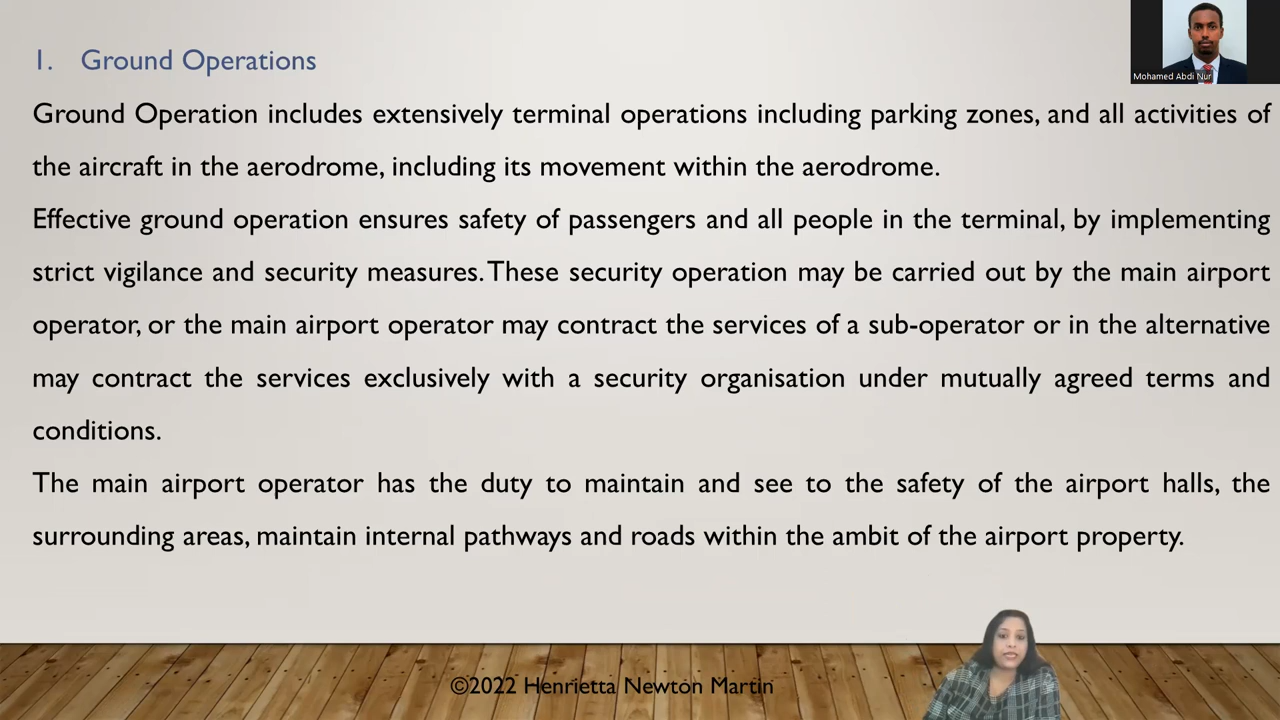 1. Ground Operations
Ground Operation includes extensively terminal operations including parking zones, and all activities of
the aircraft in the aerodrome, including its movement within the aerodrome.
Effective ground operation ensures safety of passengers and all people in the terminal, by implementing
strict vigilance and security measures. These security operation may be carried out by the main airport
operator, or the main airport operator may contract the services of a sub-operator or in the alternative
may contract the services exclusively with a security organisation under mutually agreed terms and
conditions.
The main airport operator has the duty to maintain and see to the safety of the airport halls, the
surrounding areas, maintain internal pathways and roads within the ambit of the airport property.
©2022 Henrietta Newton Martin
Mohamed Abdi Nur